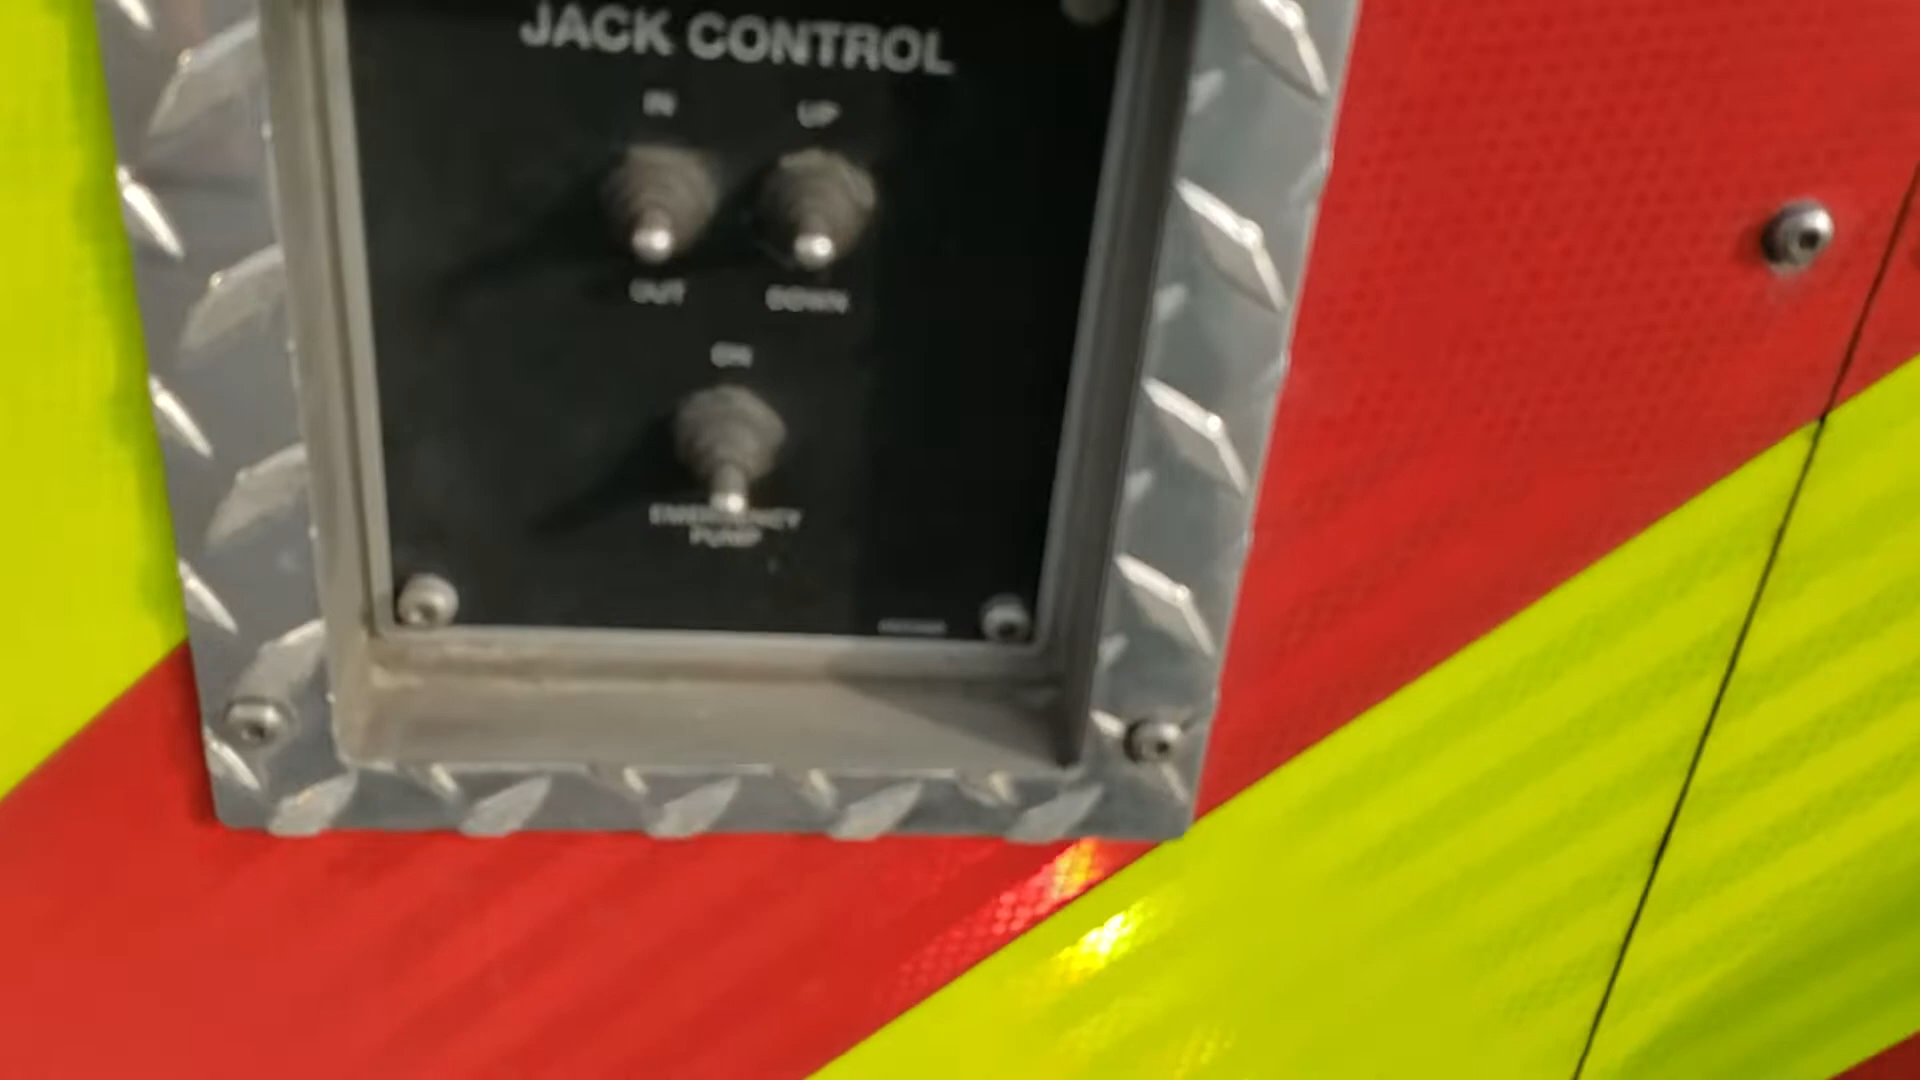 JACK CONTROL
IN UP
OUT DOWN
ON
EMERGENCY
PUMP